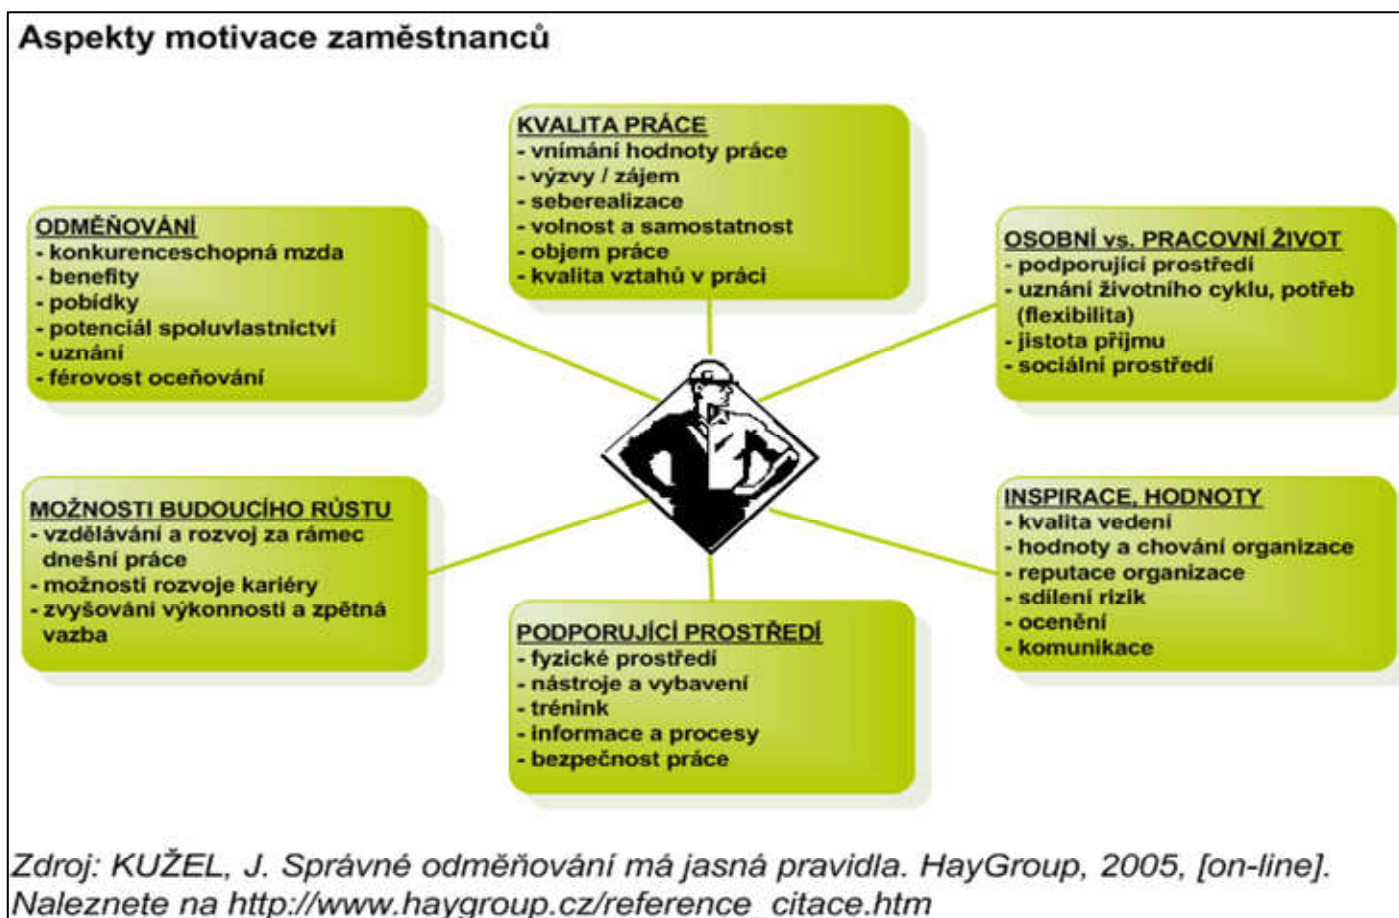 Aspekty motivace zaměstnanců
KVALITA PRÁCE
- vnímání hodnoty práce
- výzvy / zájem
- seberealizace
- volnost a samostatnost
- objem práce
- kvalita vztahů v práci
ODMĚŇOVÁNÍ
- konkurenceschopná mzda
- benefity
- pobídky
- potenciál spoluvlastnictví
- uznání
- férovost oceňování
OSOBNÍ vs. PRACOVNÍ ŽIVOT
- podporující prostředí
- uznání životního cyklu, potřeb
(flexibilita)
- jistota příjmu
- sociální prostředí
MOŽNOSTI BUDOUCÍHO RŮSTU
- vzdělávání a rozvoj za rámec
dnešní práce
- možnosti rozvoje kariéry
- zvyšování výkonnosti a zpětná
vazba
INSPIRACE, HODNOTY
- kvalita vedení
- hodnoty a chování organizace
- reputace organizace
- sdílení rizik
- ocenění
- komunikace
PODPORUJÍCÍ PROSTŘEDÍ
- fyzické prostředí
- nástroje a vybavení
- trénink
- informace a procesy
- bezpečnost práce
Zdroj: KUŽEL, J. Správné odměňování má jasná pravidla. HayGroup, 2005, [on-line].
Naleznete na http://www.haygroup.cz/reference_citace.htm